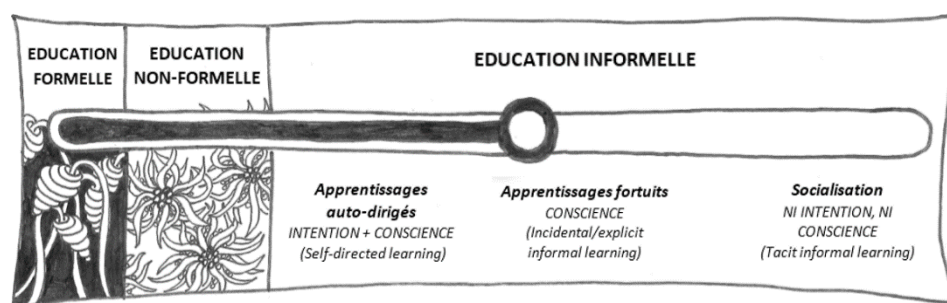 EDUCATION
FORMELLE
EDUCATION
NON-FORMELLE
EDUCATION INFORMELLE
Apprentissages
auto-dirigés
INTENTION + CONSCIENCE
(Self-directed learning)
Apprentissages fortuits
CONSCIENCE
(Incidental/explicit
informal learning)
Socialisation
NI INTENTION, NI
CONSCIENCE
(Tacit informal learning)